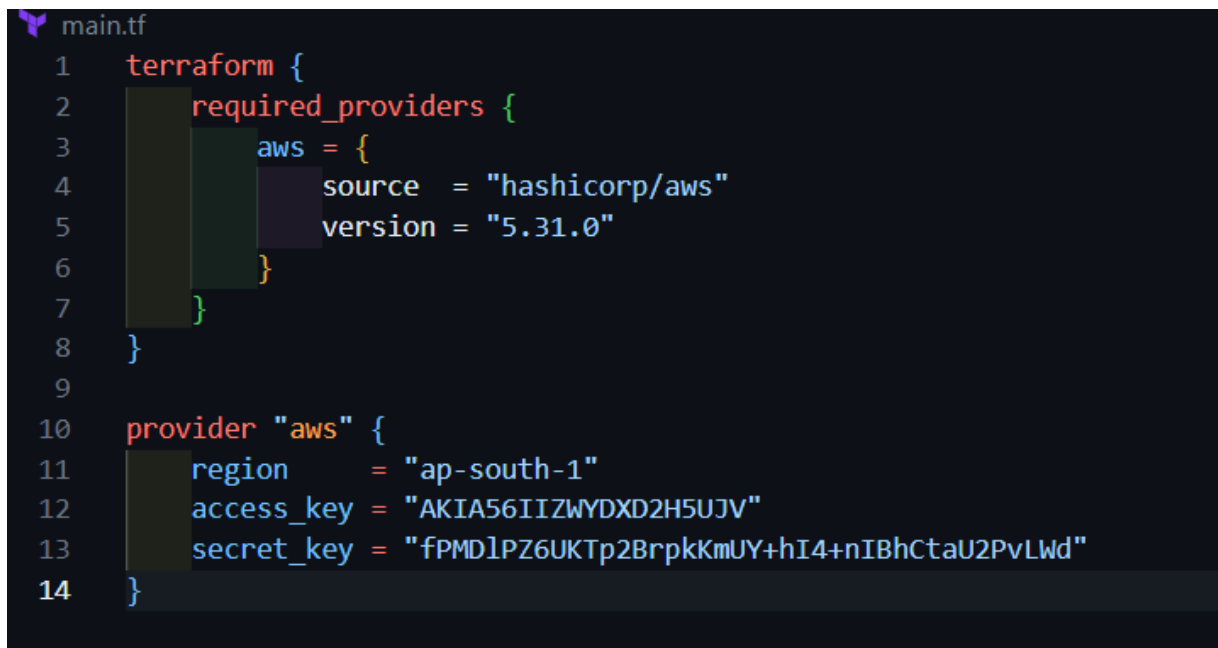 main.tf
1 terraform {
2 required_providers {
3 aws = {
4 source = "hashicorp/aws"
5 version = "5.31.0"
6 }
7 }
8 }
9
10 provider "aws" {
11 region = "ap-south-1"
12 access_key = "AKIA56IIZWYDXD2H5UJV"
13 secret_key = "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"
14 }